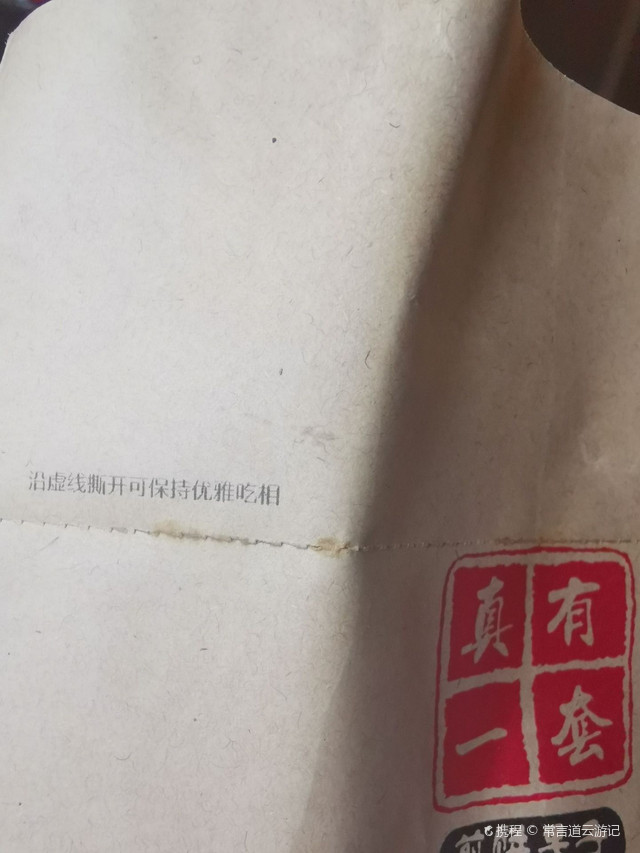 沿虚线撕开可保持优雅吃相
真有
一套
携程 © 常言道云游记